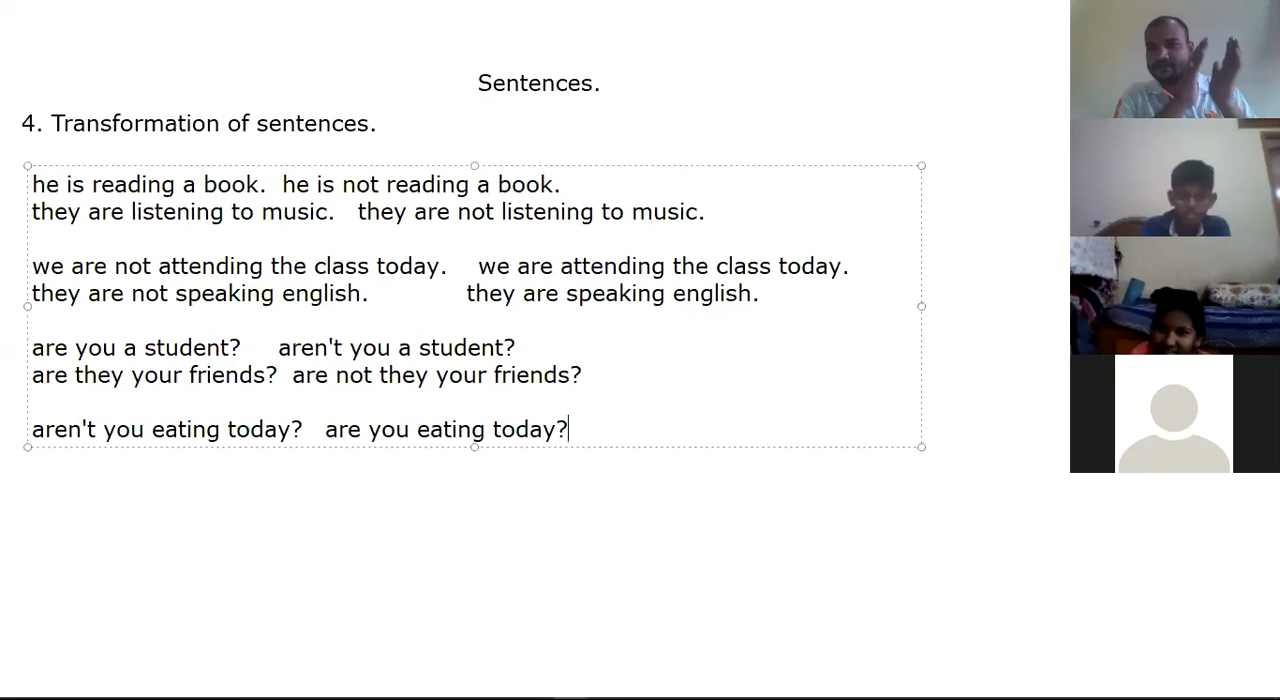 Sentences.
4. Transformation of sentences.
he is reading a book.  he is not reading a book.
they are listening to music.   they are not listening to music.
we are not attending the class today.    we are attending the class today.
they are not speaking english.             they are speaking english.
are you a student?     aren't you a student?
are they your friends?  are not they your friends?
aren't you eating today?   are you eating today?